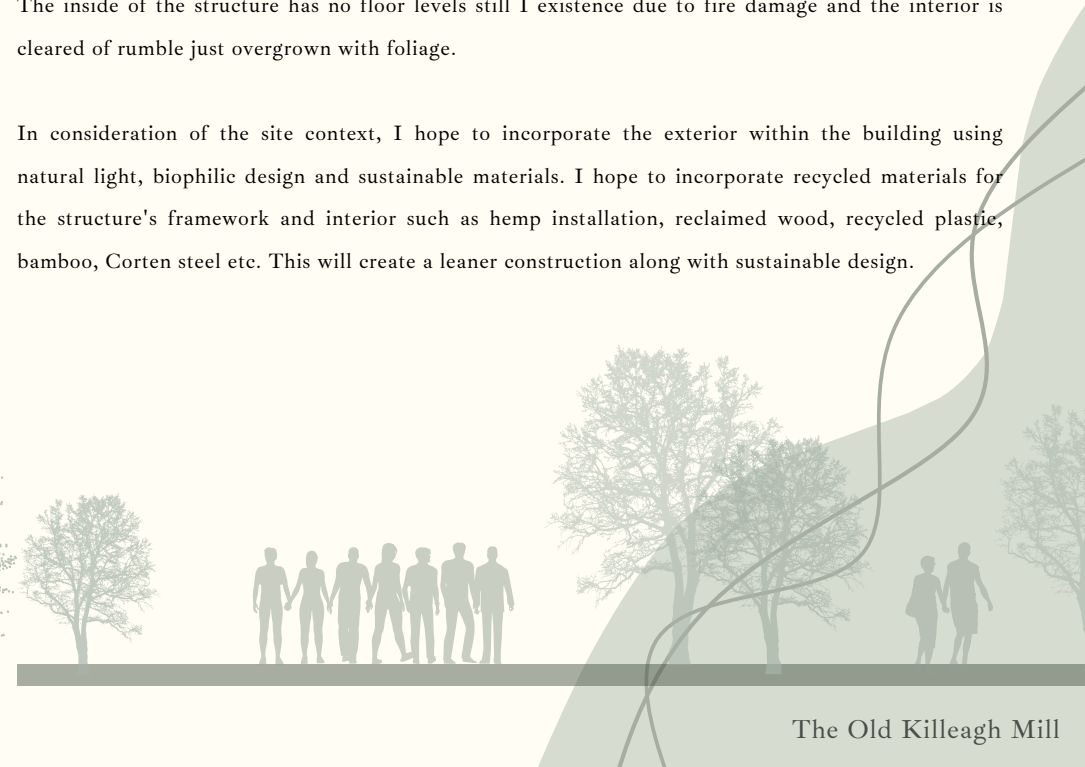 The inside of the structure has no floor levels still I existence due to fire damage and the interior is
cleared of rumble just overgrown with foliage.
In consideration of the site context, I hope to incorporate the exterior within the building using
natural light, biophilic design and sustainable materials. I hope to incorporate recycled materials for
the structure's framework and interior such as hemp installation, reclaimed wood, recycled plastic,
bamboo, Corten steel etc. This will create a leaner construction along with sustainable design.
The Old Killeagh Mill